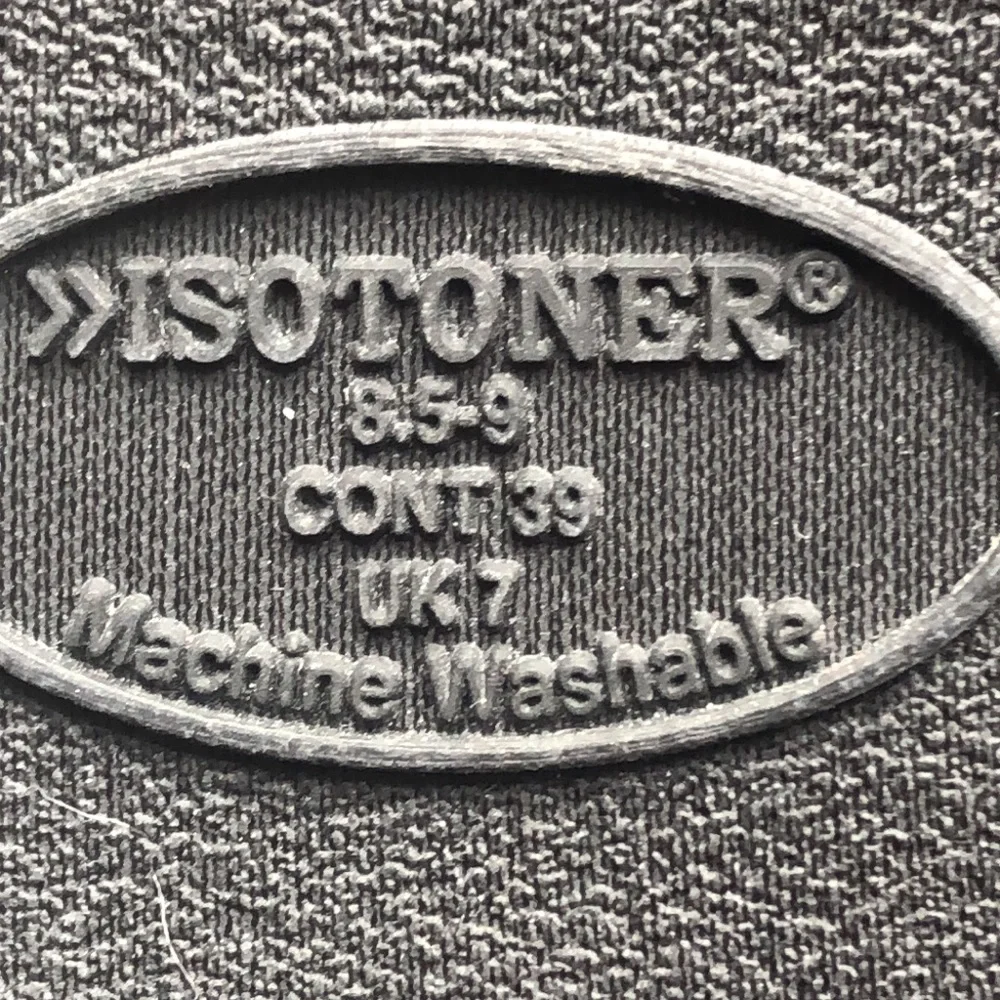 »ISOTONER®
8.5-9
CONT 39
UK 7
Machine Washable